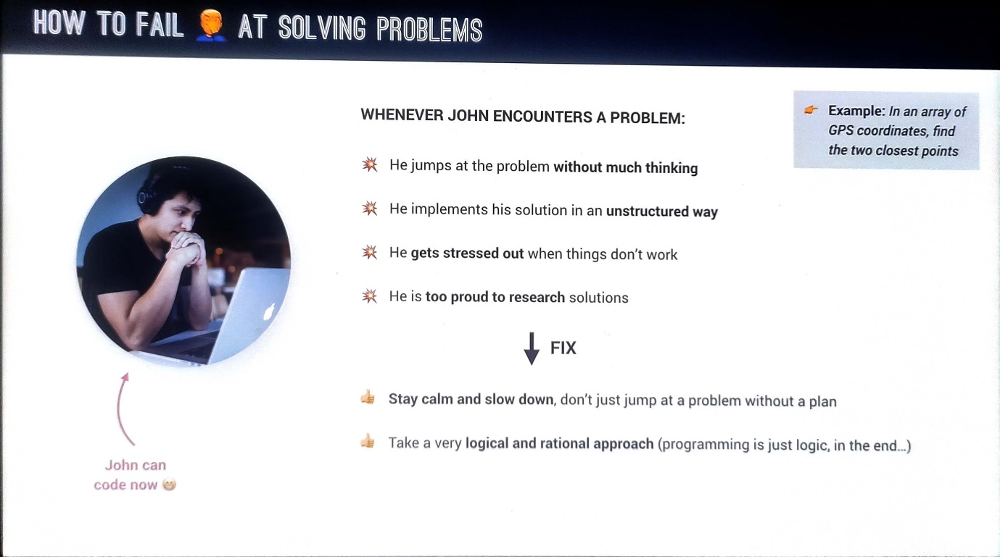 HOW TO FAIL 🤦‍♂️ AT SOLVING PROBLEMS
WHENEVER JOHN ENCOUNTERS A PROBLEM:
👉 Example: In an array of
GPS coordinates, find
the two closest points
💥 He jumps at the problem without much thinking
💥 He implements his solution in an unstructured way
💥 He gets stressed out when things don't work
💥 He is too proud to research solutions
FIX
👍 Stay calm and slow down, don't just jump at a problem without a plan
👍 Take a very logical and rational approach (programming is just logic, in the end…)
John can
code now 😁